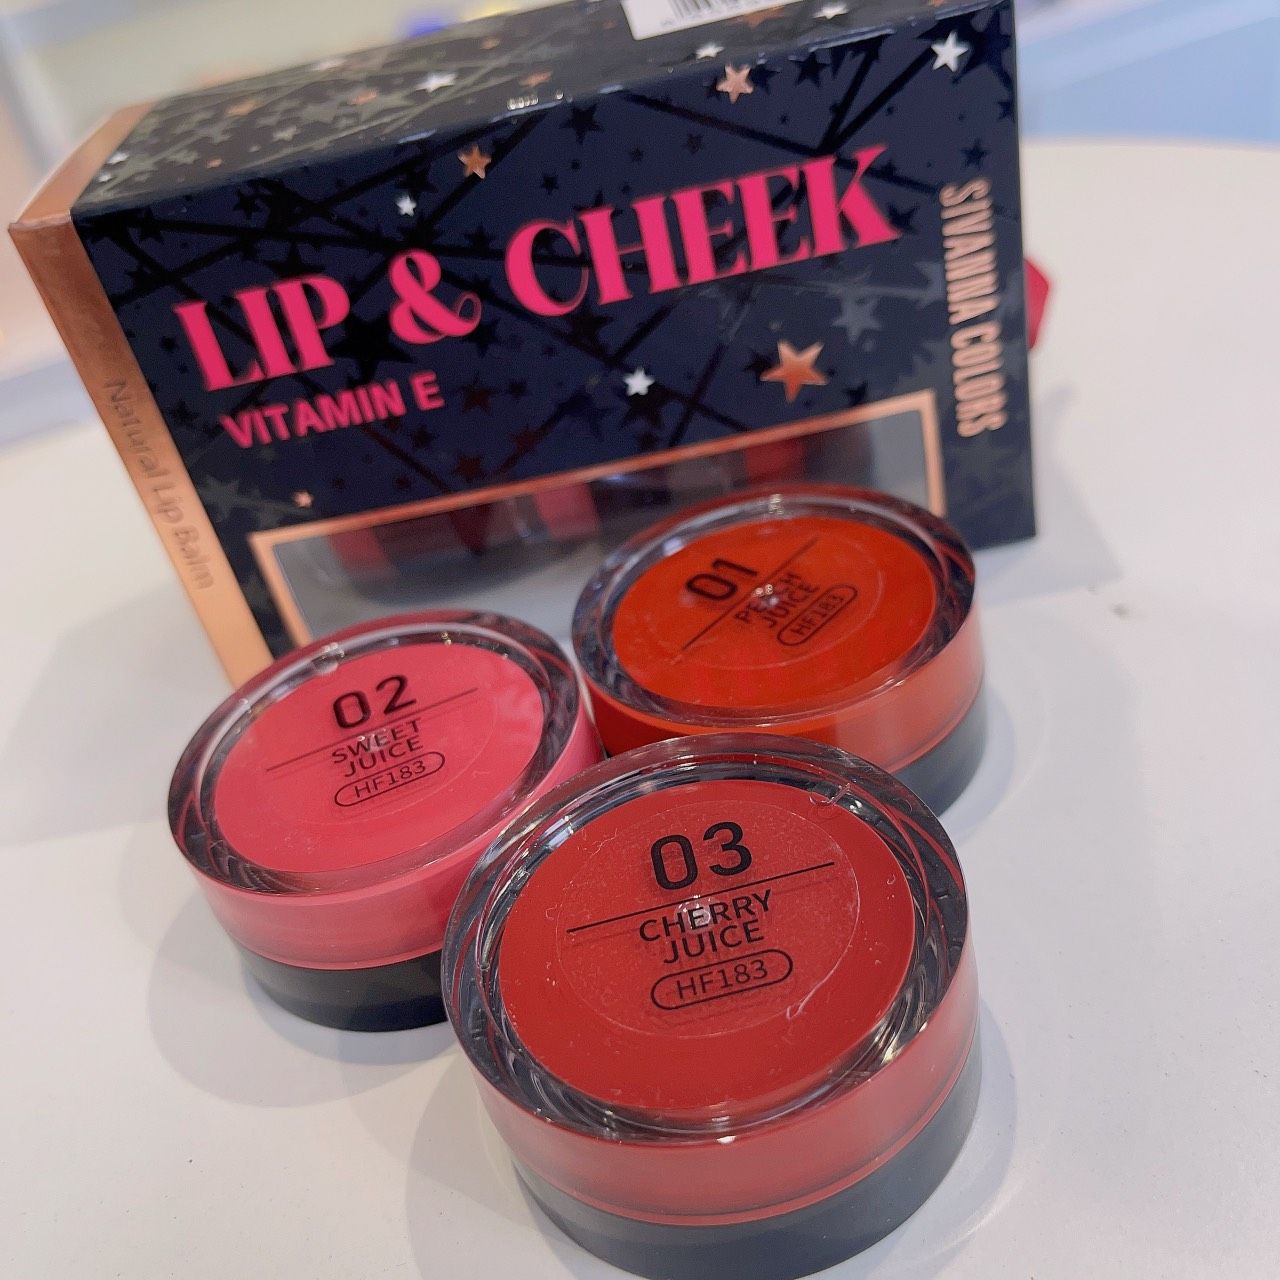 LIP & CHEEK
VITAMIN E
SIVANNA COLORS
Natural Lip Balm
01
PEACH
JUICE
HF183
02
SWEET
JUICE
HF183
03
CHERRY
JUICE
HF183